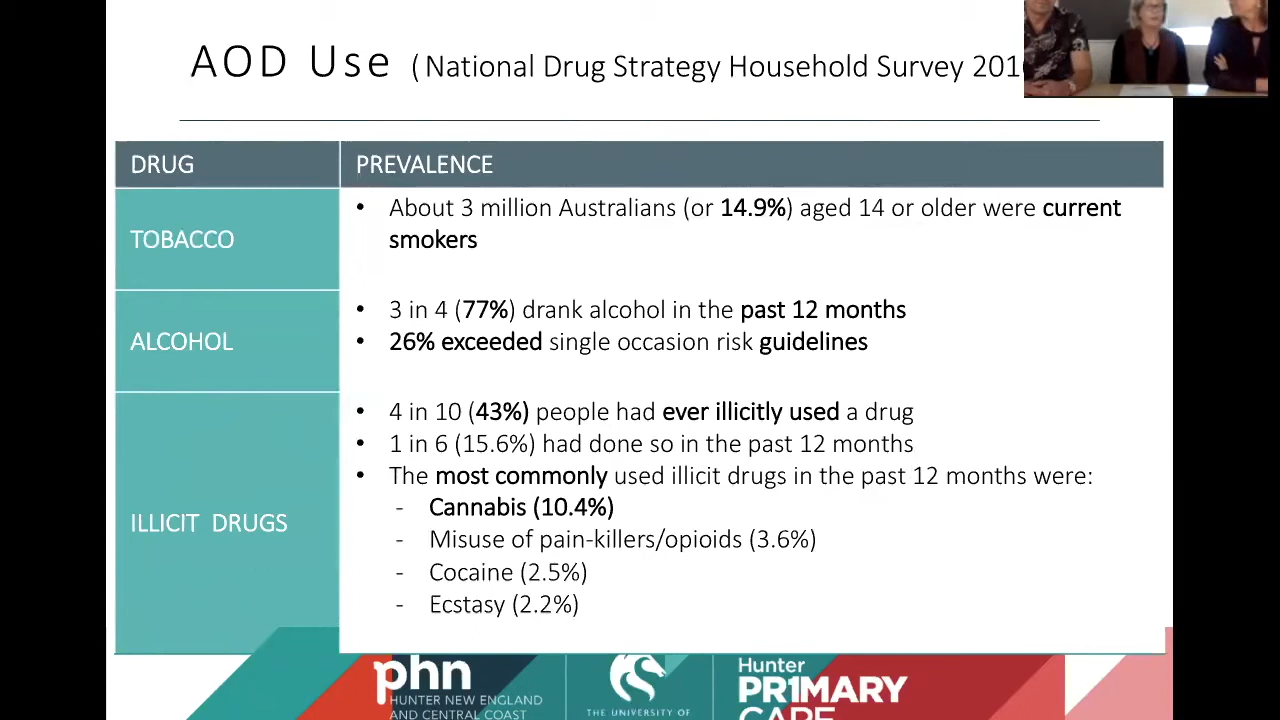 AOD Use (National Drug Strategy Household Survey
DRUG
PREVALENCE
TOBACCO
• About 3 million Australians (or 14.9%) aged 14 or older were current
smokers
ALCOHOL
• 3 in 4 (77%) drank alcohol in the past 12 months
• 26% exceeded single occasion risk guidelines
ILLICIT DRUGS
• 4 in 10 (43%) people had ever illicitly used a drug
• 1 in 6 (15.6%) had done so in the past 12 months
• The most commonly used illicit drugs in the past 12 months were:
- Cannabis (10.4%)
- Misuse of pain-killers/opioids (3.6%)
- Cocaine (2.5%)
- Ecstasy (2.2%)
phn
HUNTER NEW ENGLAND
AND CENTRAL COAST
THE UNIVERSITY OF
Hunter
PR1MARY
CARE